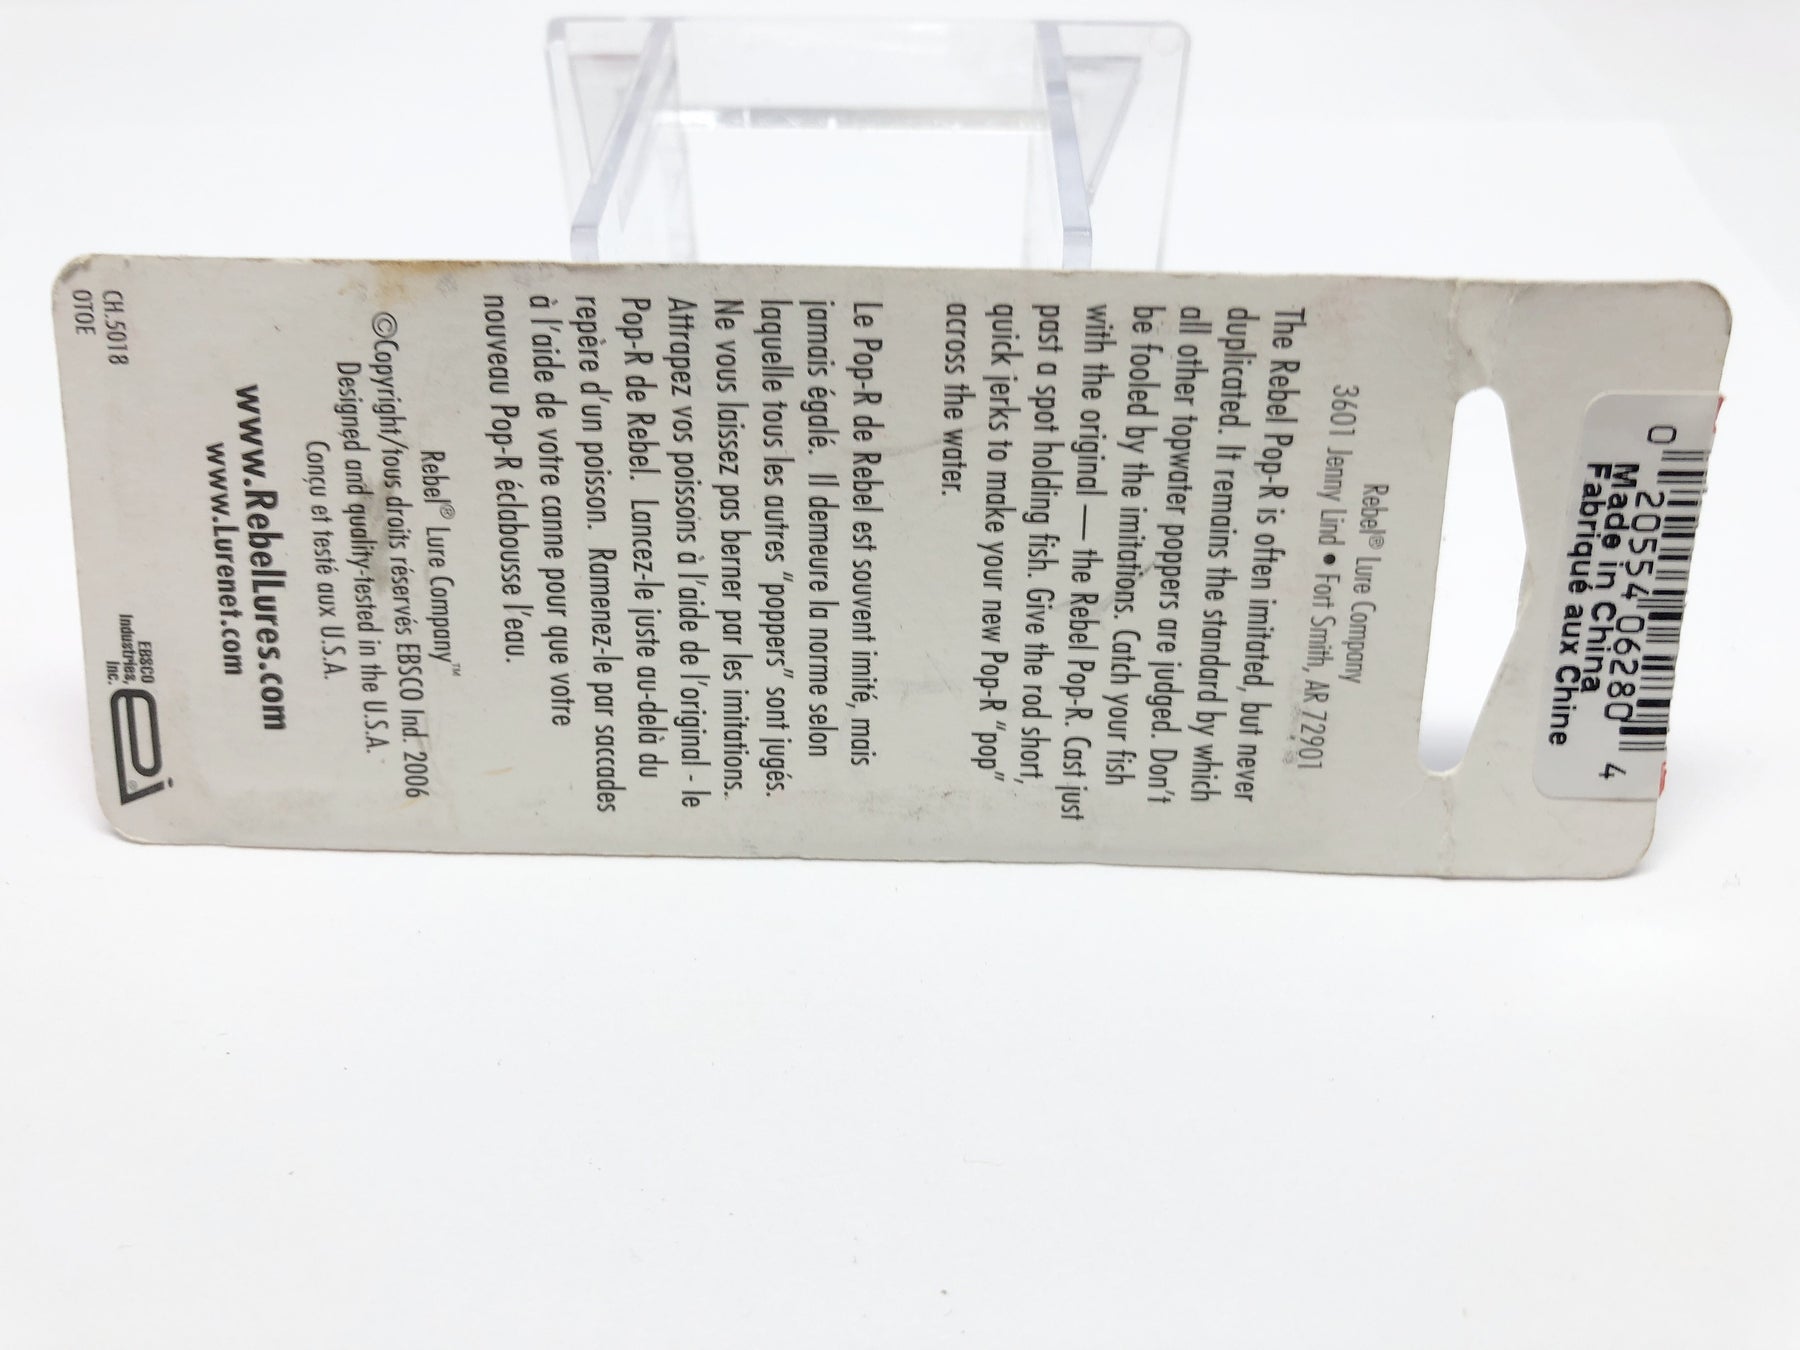 0 20554 06280 4
Made in China
Fabriqué aux Chine
Rebel® Lure Company
3601 Jenny Lind • Fort Smith, AR 72901
The Rebel Pop-R is often imitated, but never
duplicated. It remains the standard by which
all other topwater poppers are judged. Don't
be fooled by the imitations. Catch your fish
with the original — the Rebel Pop-R. Cast just
past a spot holding fish. Give the rod short,
quick jerks to make your new Pop-R "pop"
across the water.
Le Pop-R de Rebel est souvent imité, mais
jamais égalé. Il demeure la norme selon
laquelle tous les autres "poppers" sont jugés.
Ne vous laissez pas berner par les imitations.
Attrapez vos poissons à l'aide de l'original - le
Pop-R de Rebel. Lancez-le juste au-delà du
repère d'un poisson. Ramenez-le par saccades
à l'aide de votre canne pour que votre
nouveau Pop-R éclabousse l'eau.
Rebel® Lure Company™
©Copyright/tous droits réservés EBSCO Ind. 2006
Designed and quality-tested in the U.S.A.
Conçu et testé aux U.S.A.
www.RebelLures.com
www.Lurenet.com
EBSCO
Industries,
Inc.
CH.5018
OTOE